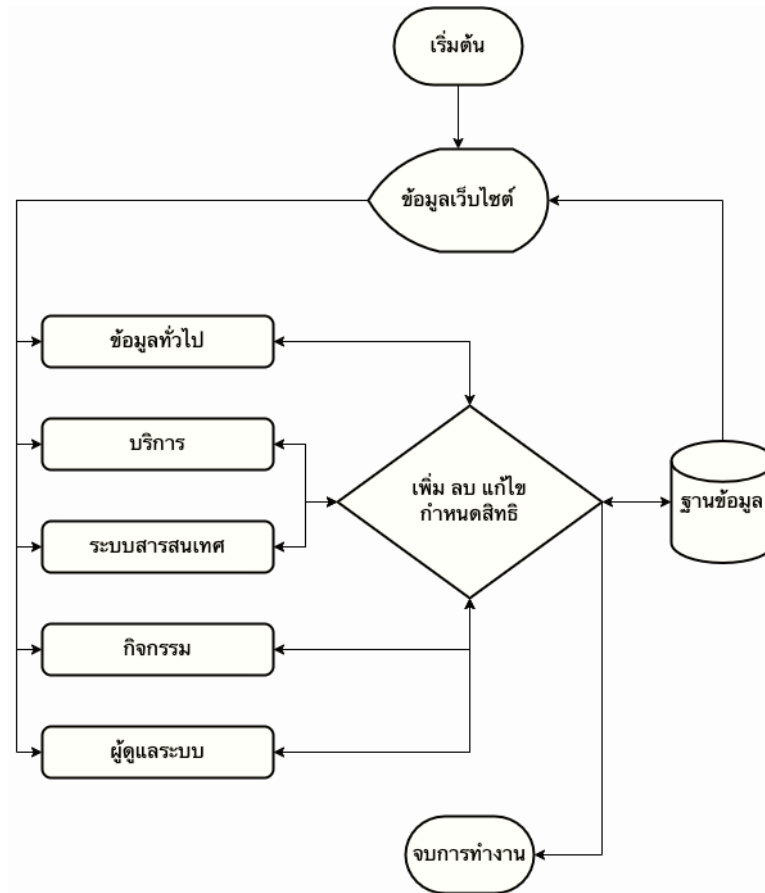 เริ่มต้น
ข้อมูลเว็บไซต์
ข้อมูลทั่วไป
บริการ
เพิ่ม ลบ แก้ไข
กำหนดสิทธิ
ฐานข้อมูล
ระบบสารสนเทศ
กิจกรรม
ผู้ดูแลระบบ
จบการทำงาน